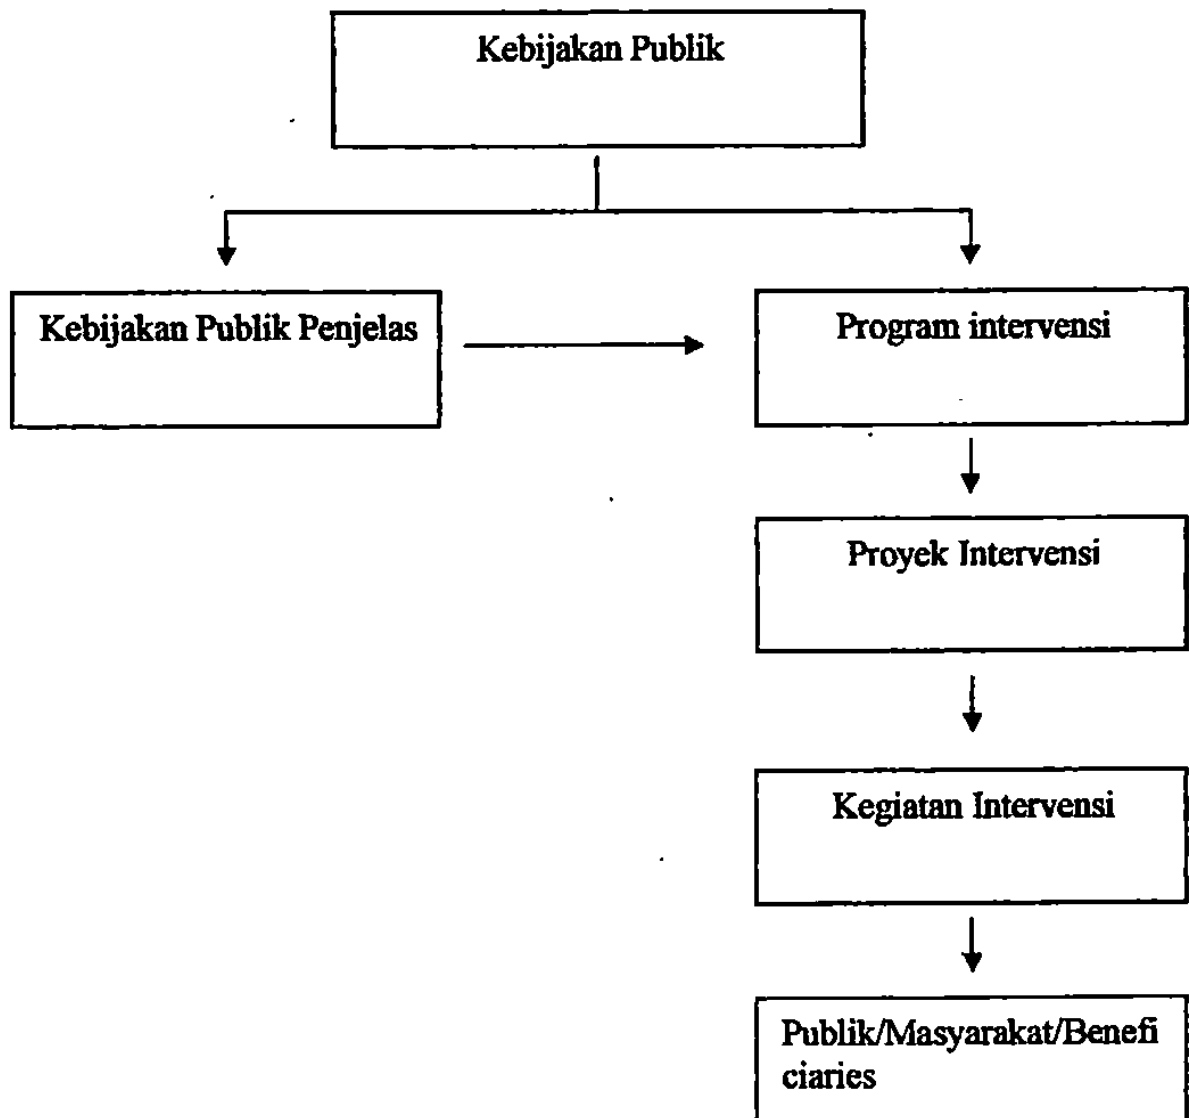 Kebijakan Publik
Kebijakan Publik Penjelas
Program intervensi
Proyek Intervensi
Kegiatan Intervensi
Publik/Masyarakat/Benefi
ciaries